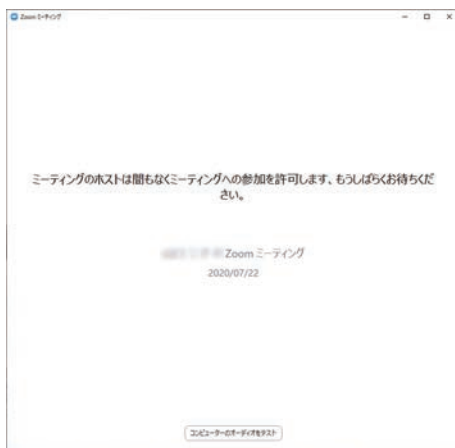 Zoom ミーティング
ミーティングのホストは間もなくミーティングへの参加を許可します、もうしばらくお待ちくだ
さい。
Zoom ミーティング
2020/07/22
コンピューターのオーディオをテスト